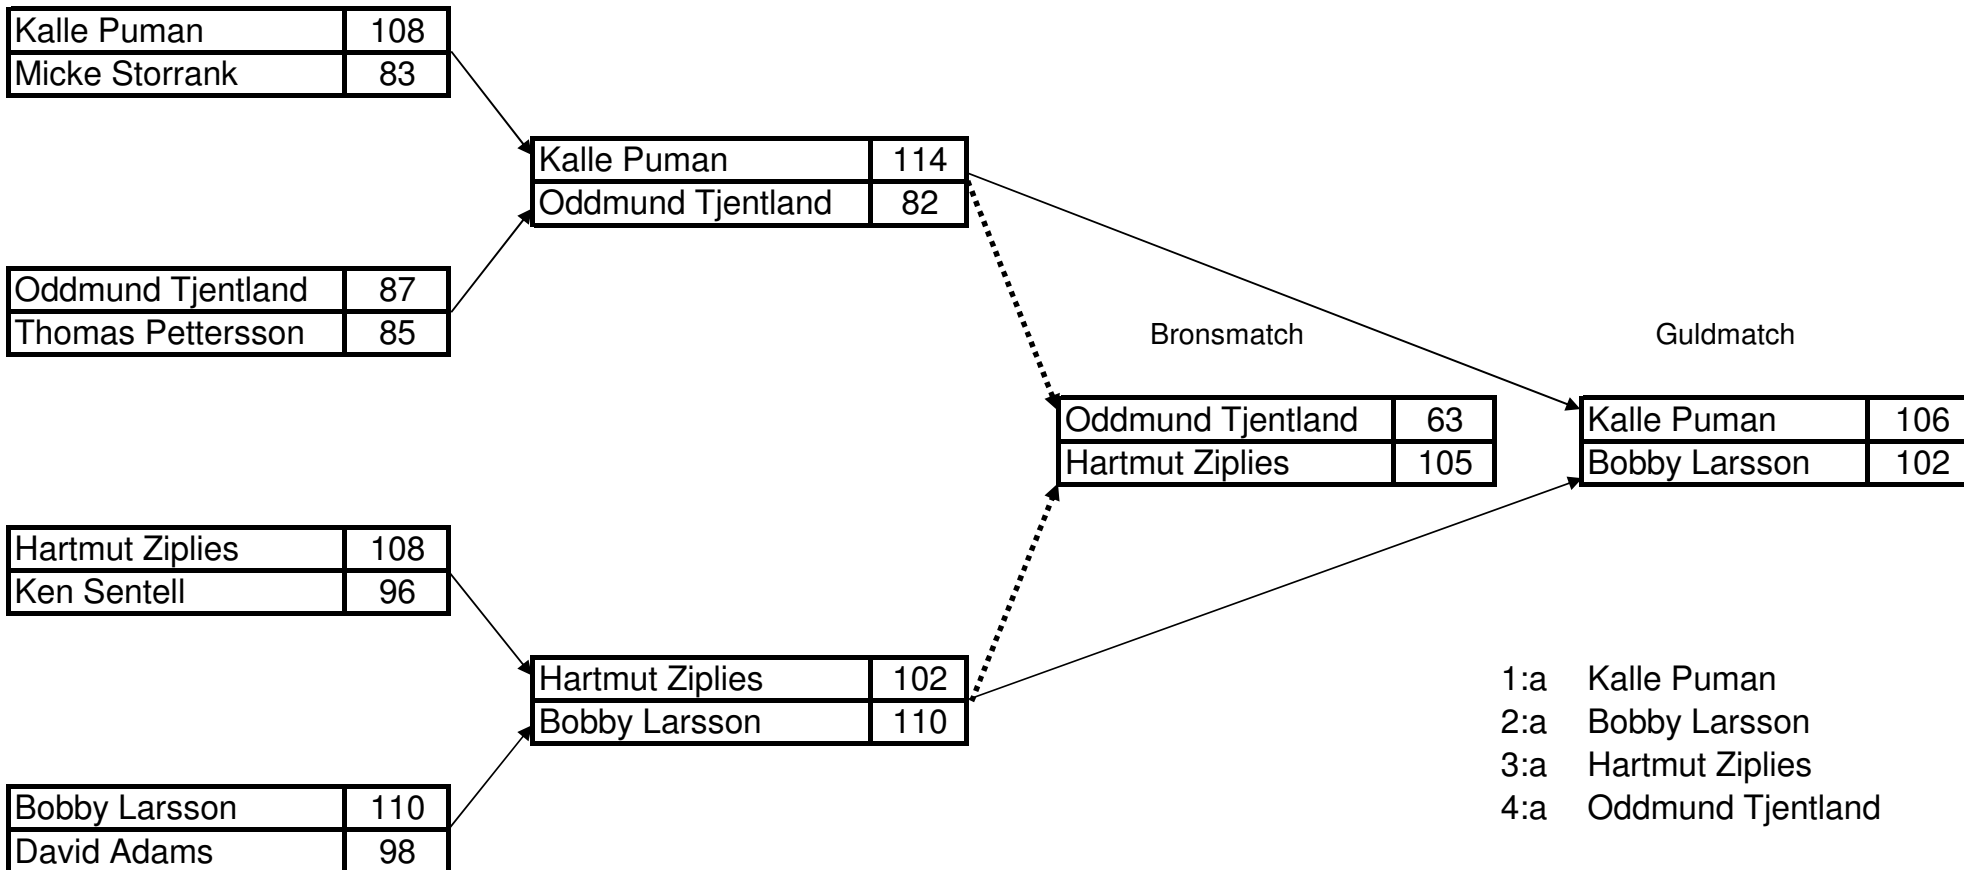 Kalle Puman 108
Micke Storrank 83
Kalle Puman 114
Oddmund Tjentland 82
Oddmund Tjentland 87
Thomas Pettersson 85
Bronsmatch Guldmatch
Oddmund Tjentland 63 Kalle Puman 106
Hartmut Ziplies 105 Bobby Larsson 102
Hartmut Ziplies 108
Ken Sentell 96
Hartmut Ziplies 102
Bobby Larsson 110
1:a Kalle Puman
2:a Bobby Larsson
3:a Hartmut Ziplies
4:a Oddmund Tjentland
Bobby Larsson 110
David Adams 98